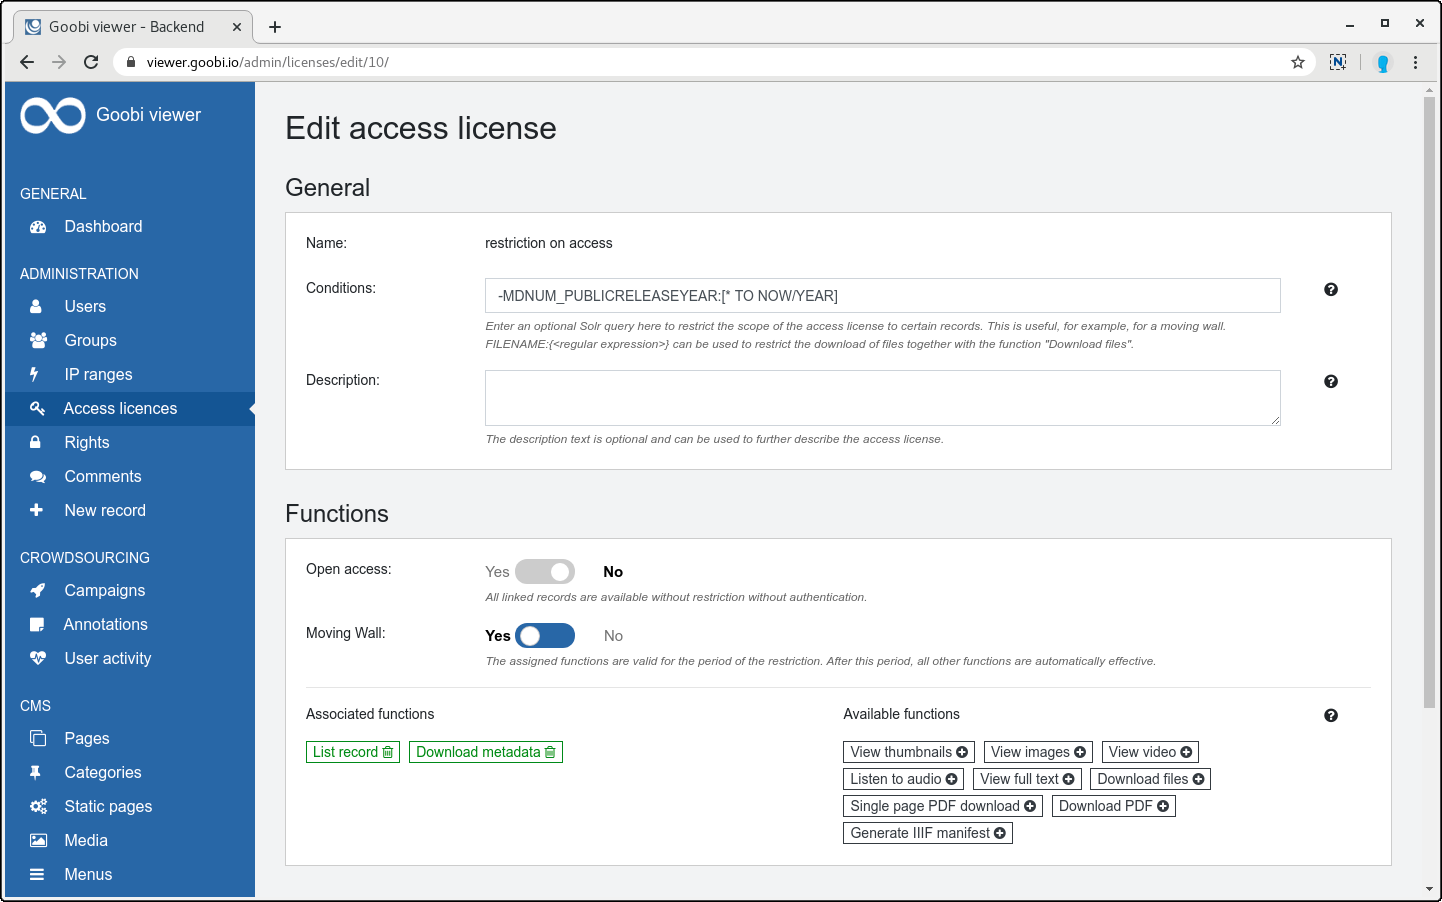 Goobi viewer - Backend
viewer.goobi.io/admin/licenses/edit/10/
Goobi viewer
GENERAL
Dashboard
ADMINISTRATION
Users
Groups
IP ranges
Access licences
Rights
Comments
New record
CROWDSOURCING
Campaigns
Annotations
User activity
CMS
Pages
Categories
Static pages
Media
Menus
Edit access license
General
Name: restriction on access
Conditions: -MDNUM_PUBLICRELEASEYEAR:[* TO NOW/YEAR]
Enter an optional Solr query here to restrict the scope of the access license to certain records. This is useful, for example, for a moving wall.
FILENAME:{<regular expression>} can be used to restrict the download of files together with the function "Download files".
Description:
The description text is optional and can be used to further describe the access license.
Functions
Open access: Yes No
All linked records are available without restriction without authentication.
Moving Wall: Yes No
The assigned functions are valid for the period of the restriction. After this period, all other functions are automatically effective.
Associated functions
List record Download metadata
Available functions
View thumbnails View images View video
Listen to audio View full text Download files
Single page PDF download Download PDF
Generate IIIF manifest